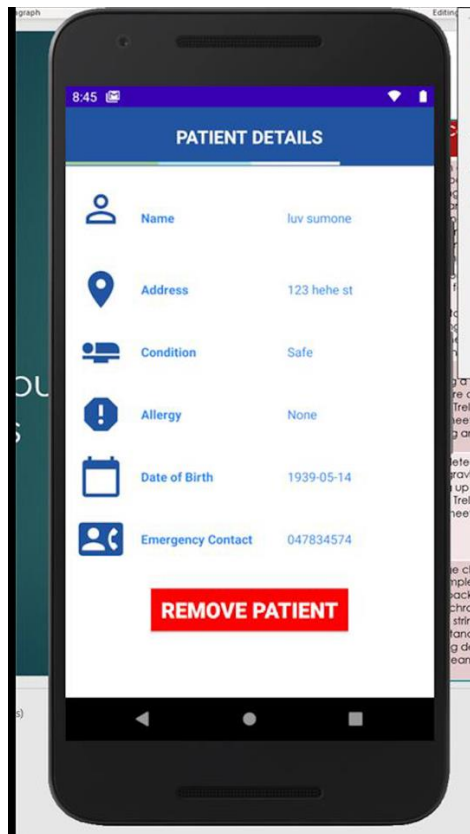 Editing
8:45
PATIENT DETAILS
Name luv sumone
Address 123 hehe st
Condition Safe
Allergy None
Date of Birth 1939-05-14
Emergency Contact 047834574
REMOVE PATIENT